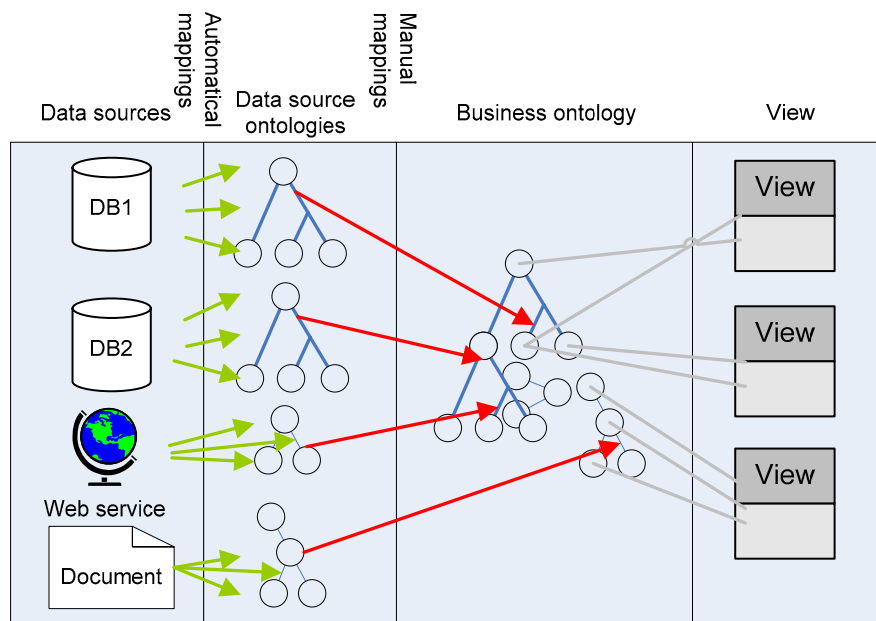 Data sources
Automatical
mappings
Data source
ontologies
Manual
mappings
Business ontology
View
DB1
DB2
Web service
Document
View
View
View